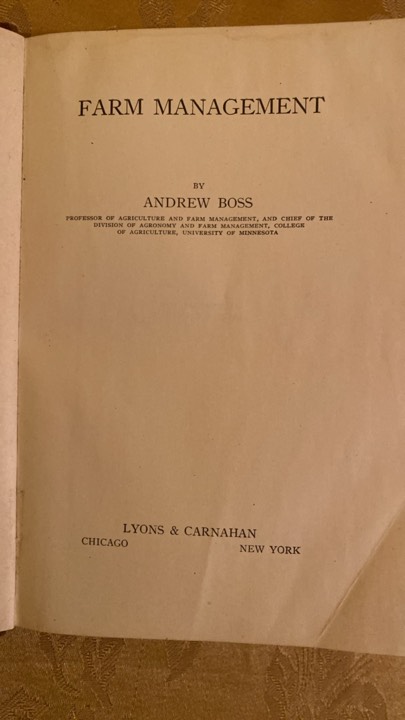 FARM MANAGEMENT
BY
ANDREW BOSS
PROFESSOR OF AGRICULTURE AND FARM MANAGEMENT, AND CHIEF OF THE
DIVISION OF AGRONOMY AND FARM MANAGEMENT, COLLEGE
OF AGRICULTURE, UNIVERSITY OF MINNESOTA
LYONS & CARNAHAN
CHICAGO NEW YORK